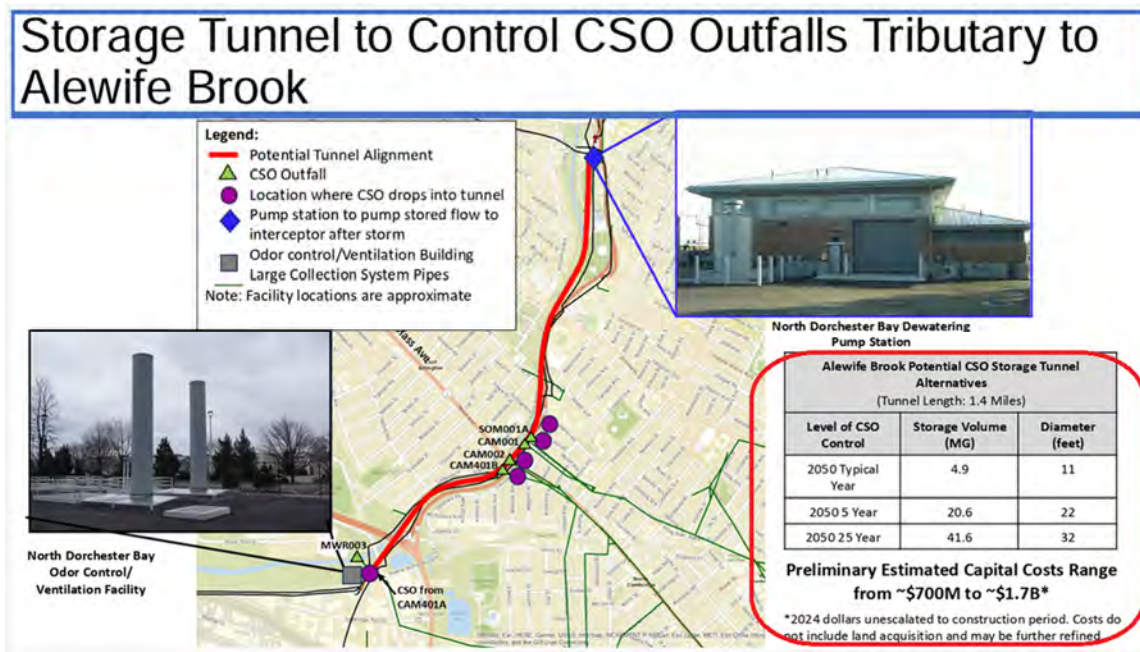 Storage Tunnel to Control CSO Outfalls Tributary to
Alewife Brook
Legend:
Potential Tunnel Alignment
CSO Outfall
Location where CSO drops into tunnel
Pump station to pump stored flow to
interceptor after storm
Odor control/Ventilation Building
Large Collection System Pipes
Note: Facility locations are approximate
Mass Ave
SOM001A
CAM001
CAM002
CAM401B
MWR003
CSO from
CAM401A
North Dorchester Bay
Odor Control/
Ventilation Facility
North Dorchester Bay Dewatering
Pump Station
Alewife Brook Potential CSO Storage Tunnel
Alternatives
(Tunnel Length: 1.4 Miles)
Level of CSO
Control
Storage Volume
(MG)
Diameter
(feet)
2050 Typical
Year
4.9
11
2050 5 Year
20.6
22
2050 25 Year
41.6
32
Preliminary Estimated Capital Costs Range
from ~$700M to ~$1.7B*
*2024 dollars unescalated to construction period. Costs do
not include land acquisition and may be further refined